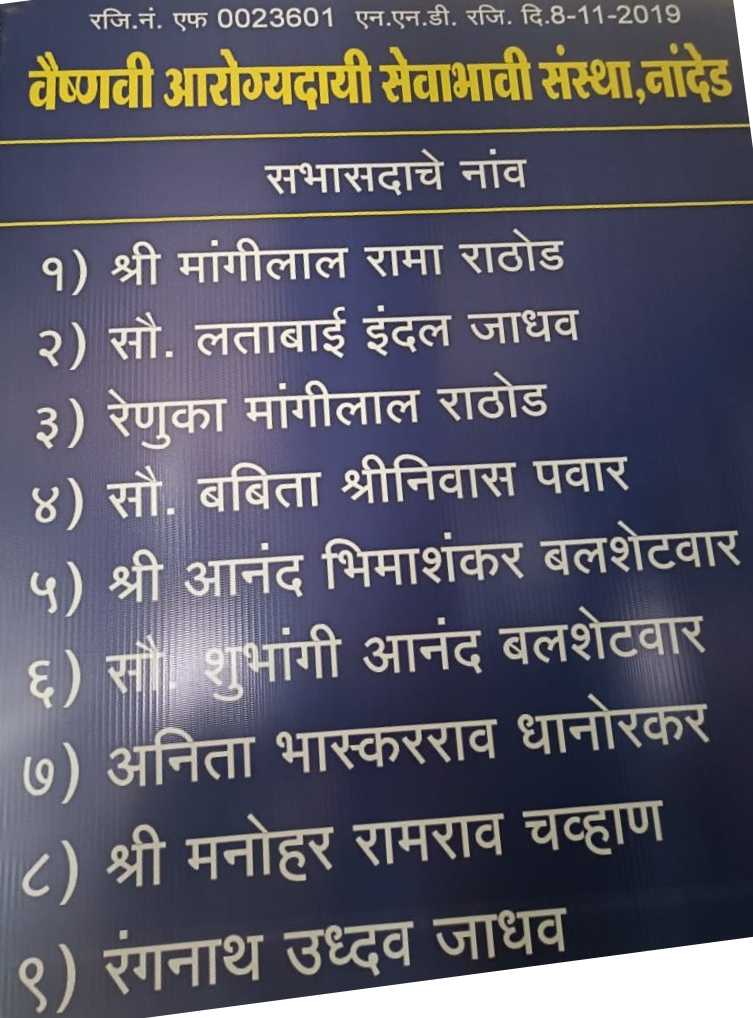 रजि.नं. एफ 0023601 एन.एन.डी. रजि. दि.8-11-2019
वैष्णवी आरोग्यदायी सेवाभावी संस्था,नांदेड
सभासदाचे नांव
१) श्री मांगीलाल रामा राठोड
२) सौ. लताबाई इंदल जाधव
३) रेणुका मांगीलाल राठोड
४) सौ. बबिता श्रीनिवास पवार
५) श्री आनंद भिमाशंकर बलशेटवार
६) सौ. शुभांगी आनंद बलशेटवार
७) अनिता भास्करराव धानोरकर
८) श्री मनोहर रामराव चव्हाण
९) रंगनाथ उध्दव जाधव